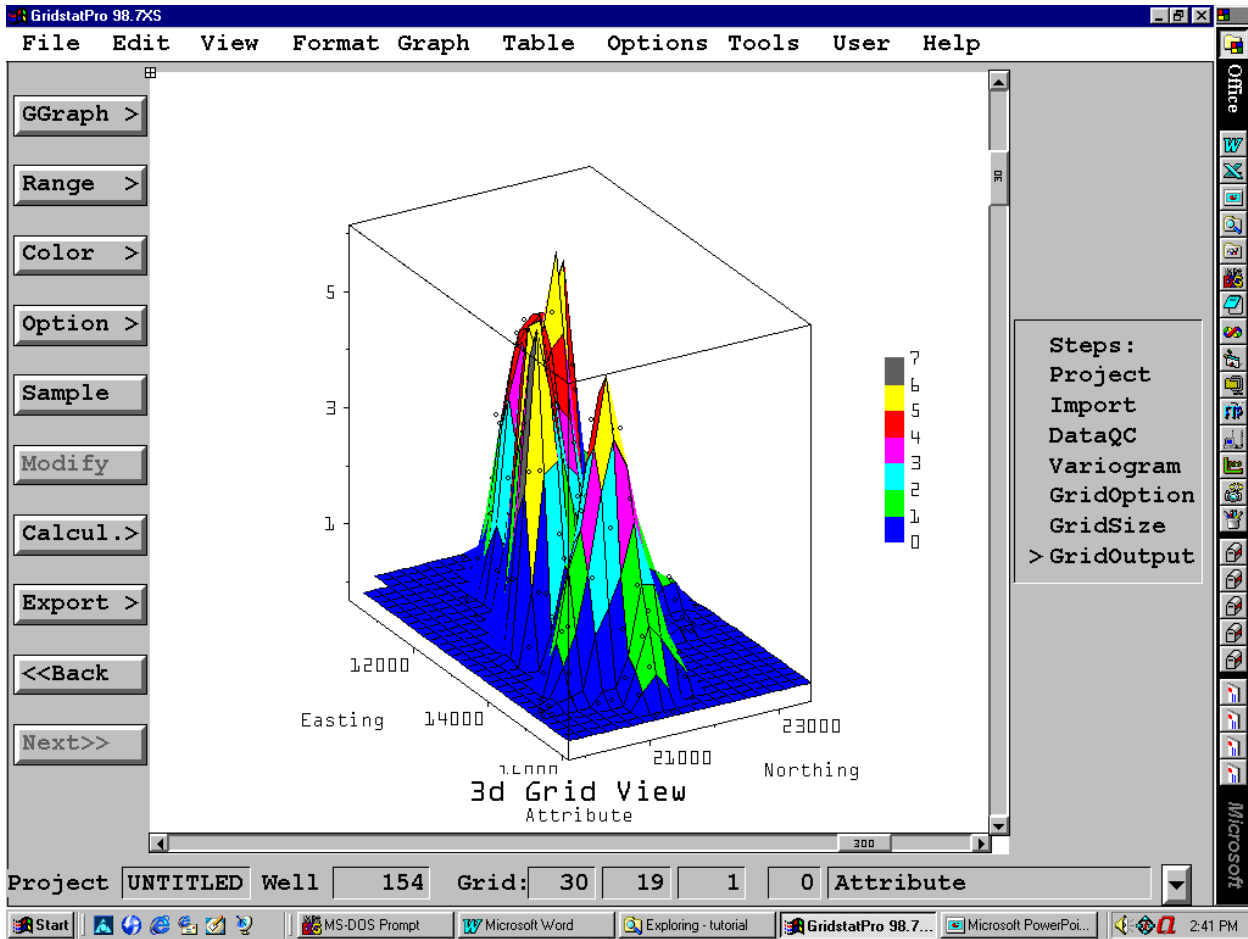 GridstatPro 98.7XS
File Edit View Format Graph Table Options Tools User Help
GGraph >
Range >
Color >
Option >
Sample
Modify
Calcul.>
Export >
<<Back
Next>>
5
3
1
12000
14000
Easting
21000
23000
Northing
3d Grid View
Attribute
7
6
5
4
3
2
1
0
Steps:
Project
Import
DataQC
Variogram
GridOption
GridSize
>GridOutput
300
Project UNTITLED Well 154 Grid: 30 19 1 0 Attribute
Office
Microsoft
Start MS-DOS Prompt Microsoft Word Exploring - tutorial GridstatPro 98.7... Microsoft PowerPoi... 2:41 PM